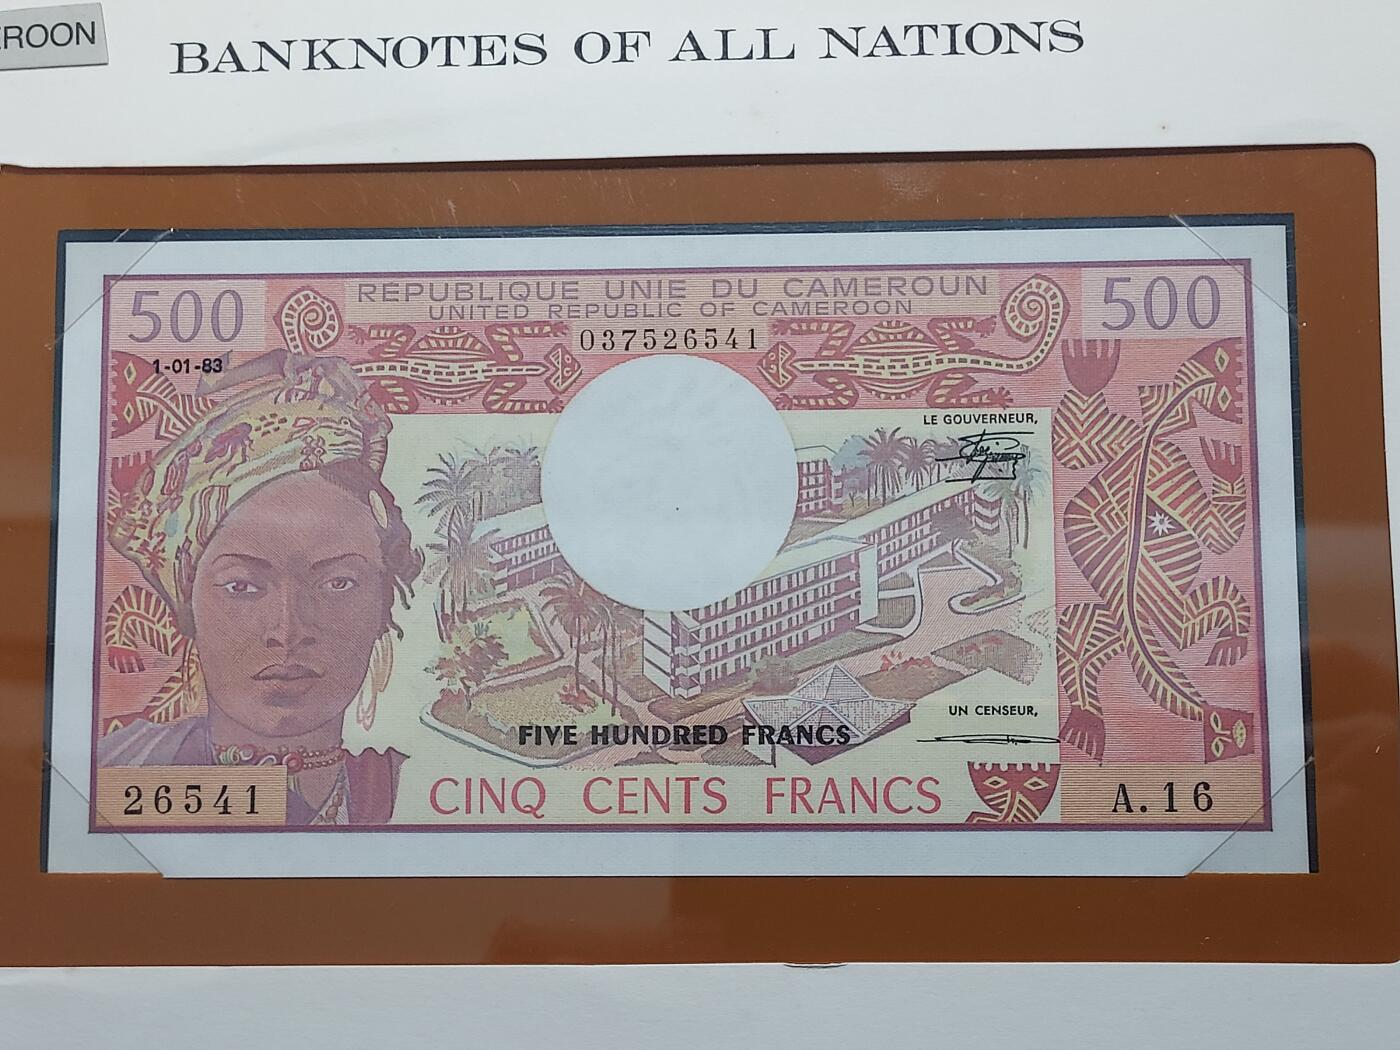 EROON
BANKNOTES OF ALL NATIONS
500
RÉPUBLIQUE UNIE DU CAMEROUN
500
UNITED REPUBLIC OF CAMEROON
037526541
1-01-83
LE GOUVERNEUR,
UN CENSEUR,
FIVE HUNDRED FRANCS
CINQ CENTS FRANCS
26541
A.16